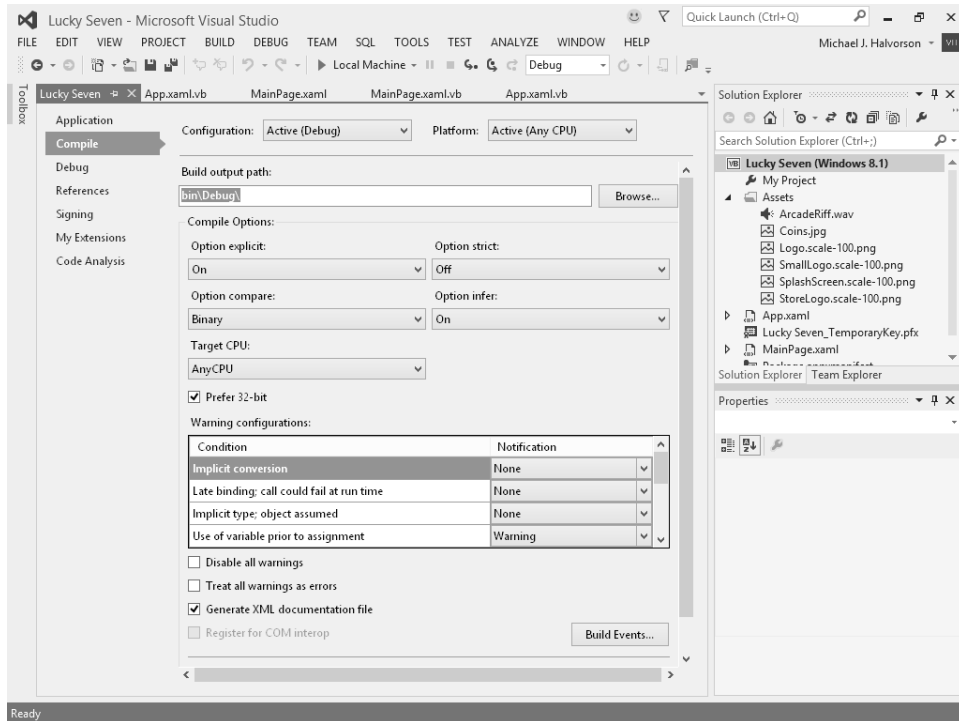 Lucky Seven - Microsoft Visual Studio
Quick Launch (Ctrl+Q)
FILE EDIT VIEW PROJECT BUILD DEBUG TEAM SQL TOOLS TEST ANALYZE WINDOW HELP
Michael J. Halvorson
Local Machine
Debug
Toolbox
Lucky Seven
App.xaml.vb
MainPage.xaml
MainPage.xaml.vb
App.xaml.vb
Application
Compile
Debug
References
Signing
My Extensions
Code Analysis
Configuration: Active (Debug)
Platform: Active (Any CPU)
Build output path:
bin\Debug\
Browse...
Compile Options:
Option explicit:
On
Option strict:
Off
Option compare:
Binary
Option infer:
On
Target CPU:
AnyCPU
Prefer 32-bit
Warning configurations:
Condition Notification
Implicit conversion None
Late binding; call could fail at run time None
Implicit type; object assumed None
Use of variable prior to assignment Warning
Disable all warnings
Treat all warnings as errors
Generate XML documentation file
Register for COM interop
Build Events...
Solution Explorer
Search Solution Explorer (Ctrl+;)
VB Lucky Seven (Windows 8.1)
My Project
Assets
ArcadeRiff.wav
Coins.jpg
Logo.scale-100.png
SmallLogo.scale-100.png
SplashScreen.scale-100.png
StoreLogo.scale-100.png
App.xaml
Lucky Seven_TemporaryKey.pfx
MainPage.xaml
Package.appxmanifest
Solution Explorer Team Explorer
Properties
Ready